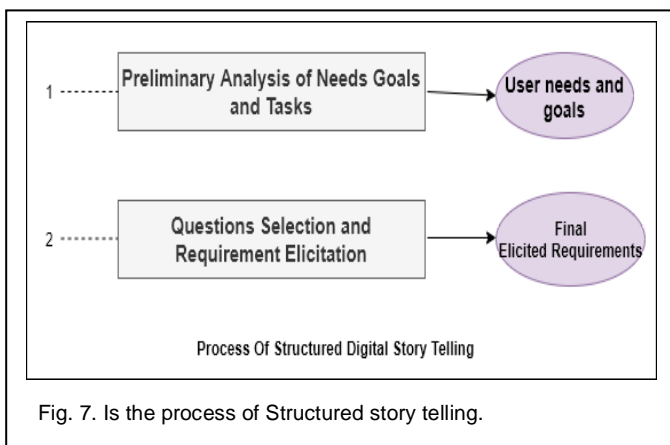 1
Preliminary Analysis of Needs Goals
and Tasks
User needs and
goals
2
Questions Selection and
Requirement Elicitation
Final
Elicited Requirements
Process Of Structured Digital Story Telling
Fig. 7. Is the process of Structured story telling.